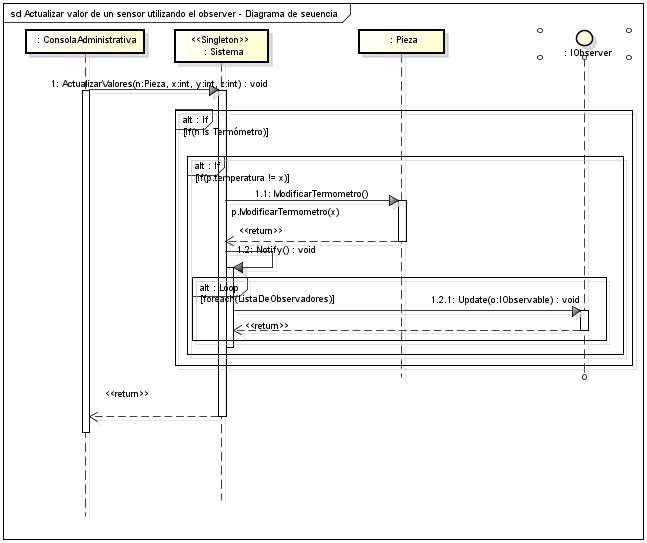 sd Actualizar valor de un sensor utilizando el observer - Diagrama de seuencia
: ConsolaAdministrativa
<<Singleton>>
: Sistema
: Pieza
: IObserver
1: ActualizarValores(n:Pieza, x:int, y:int, z:int) : void
alt : If
[If(n is Termómetro)]
alt : If
[If(p.temperatura != x)]
1.1: ModificarTermometro()
p.ModificarTermometro(x)
<<return>>
1.2: Notify() : void
alt : Loop
[foreach(ListaDeObservadores)]
1.2.1: Update(o:IObservable) : void
<<return>>
<<return>>